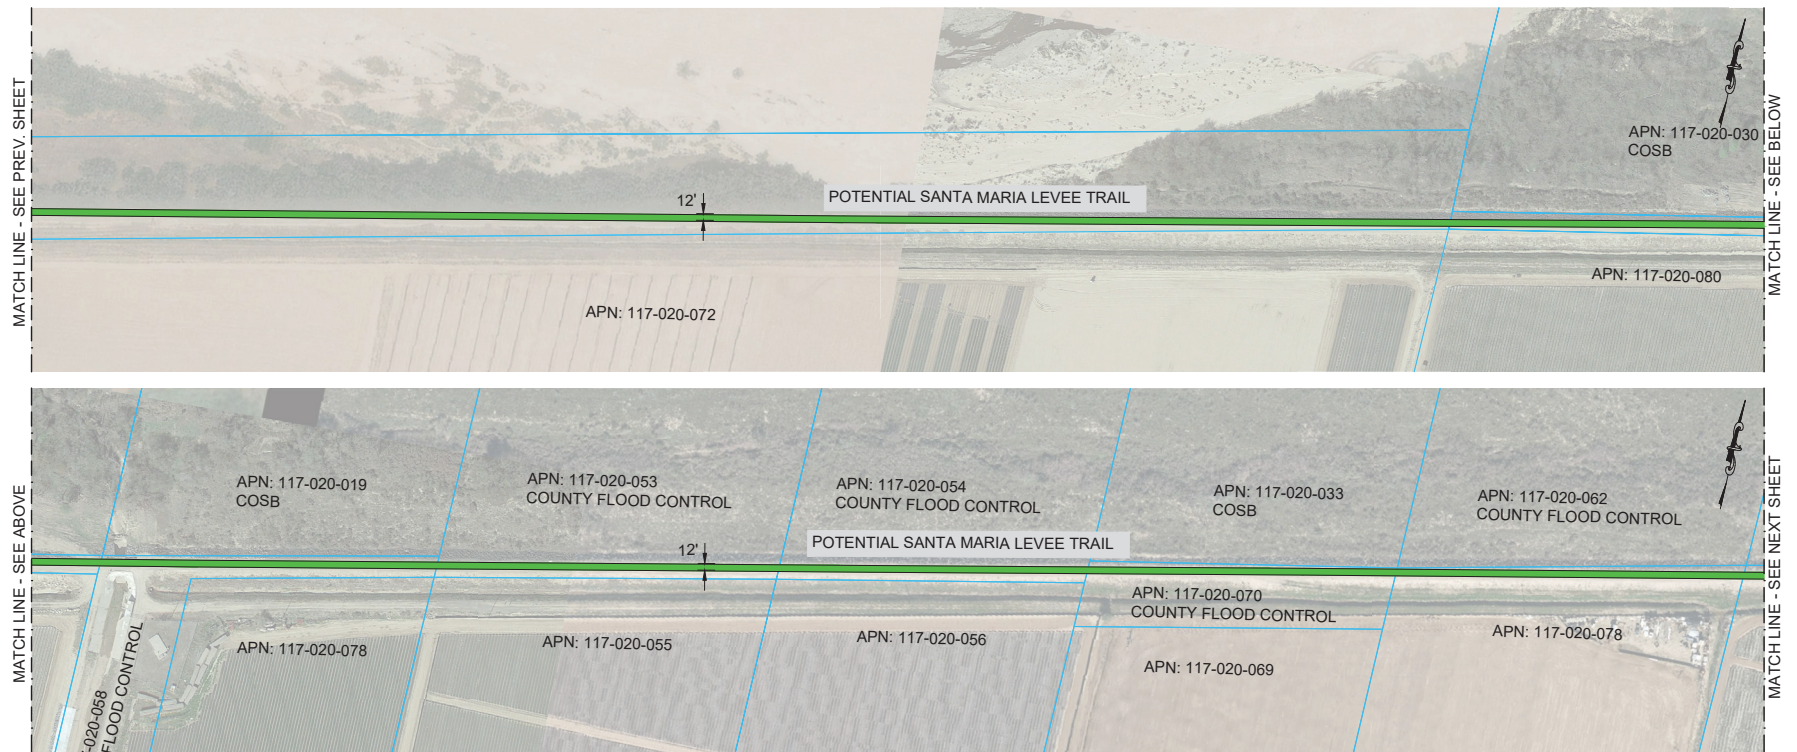 MATCH LINE - SEE PREV. SHEET
12'
POTENTIAL SANTA MARIA LEVEE TRAIL
APN: 117-020-030
COSB
APN: 117-020-072
APN: 117-020-080
MATCH LINE - SEE BELOW
MATCH LINE - SEE ABOVE
APN: 117-020-019
COSB
APN: 117-020-053
COUNTY FLOOD CONTROL
APN: 117-020-054
COUNTY FLOOD CONTROL
APN: 117-020-033
COSB
APN: 117-020-062
COUNTY FLOOD CONTROL
12'
POTENTIAL SANTA MARIA LEVEE TRAIL
-020-058
FLOOD CONTROL
APN: 117-020-078
APN: 117-020-055
APN: 117-020-056
APN: 117-020-070
COUNTY FLOOD CONTROL
APN: 117-020-069
APN: 117-020-078
MATCH LINE - SEE NEXT SHEET